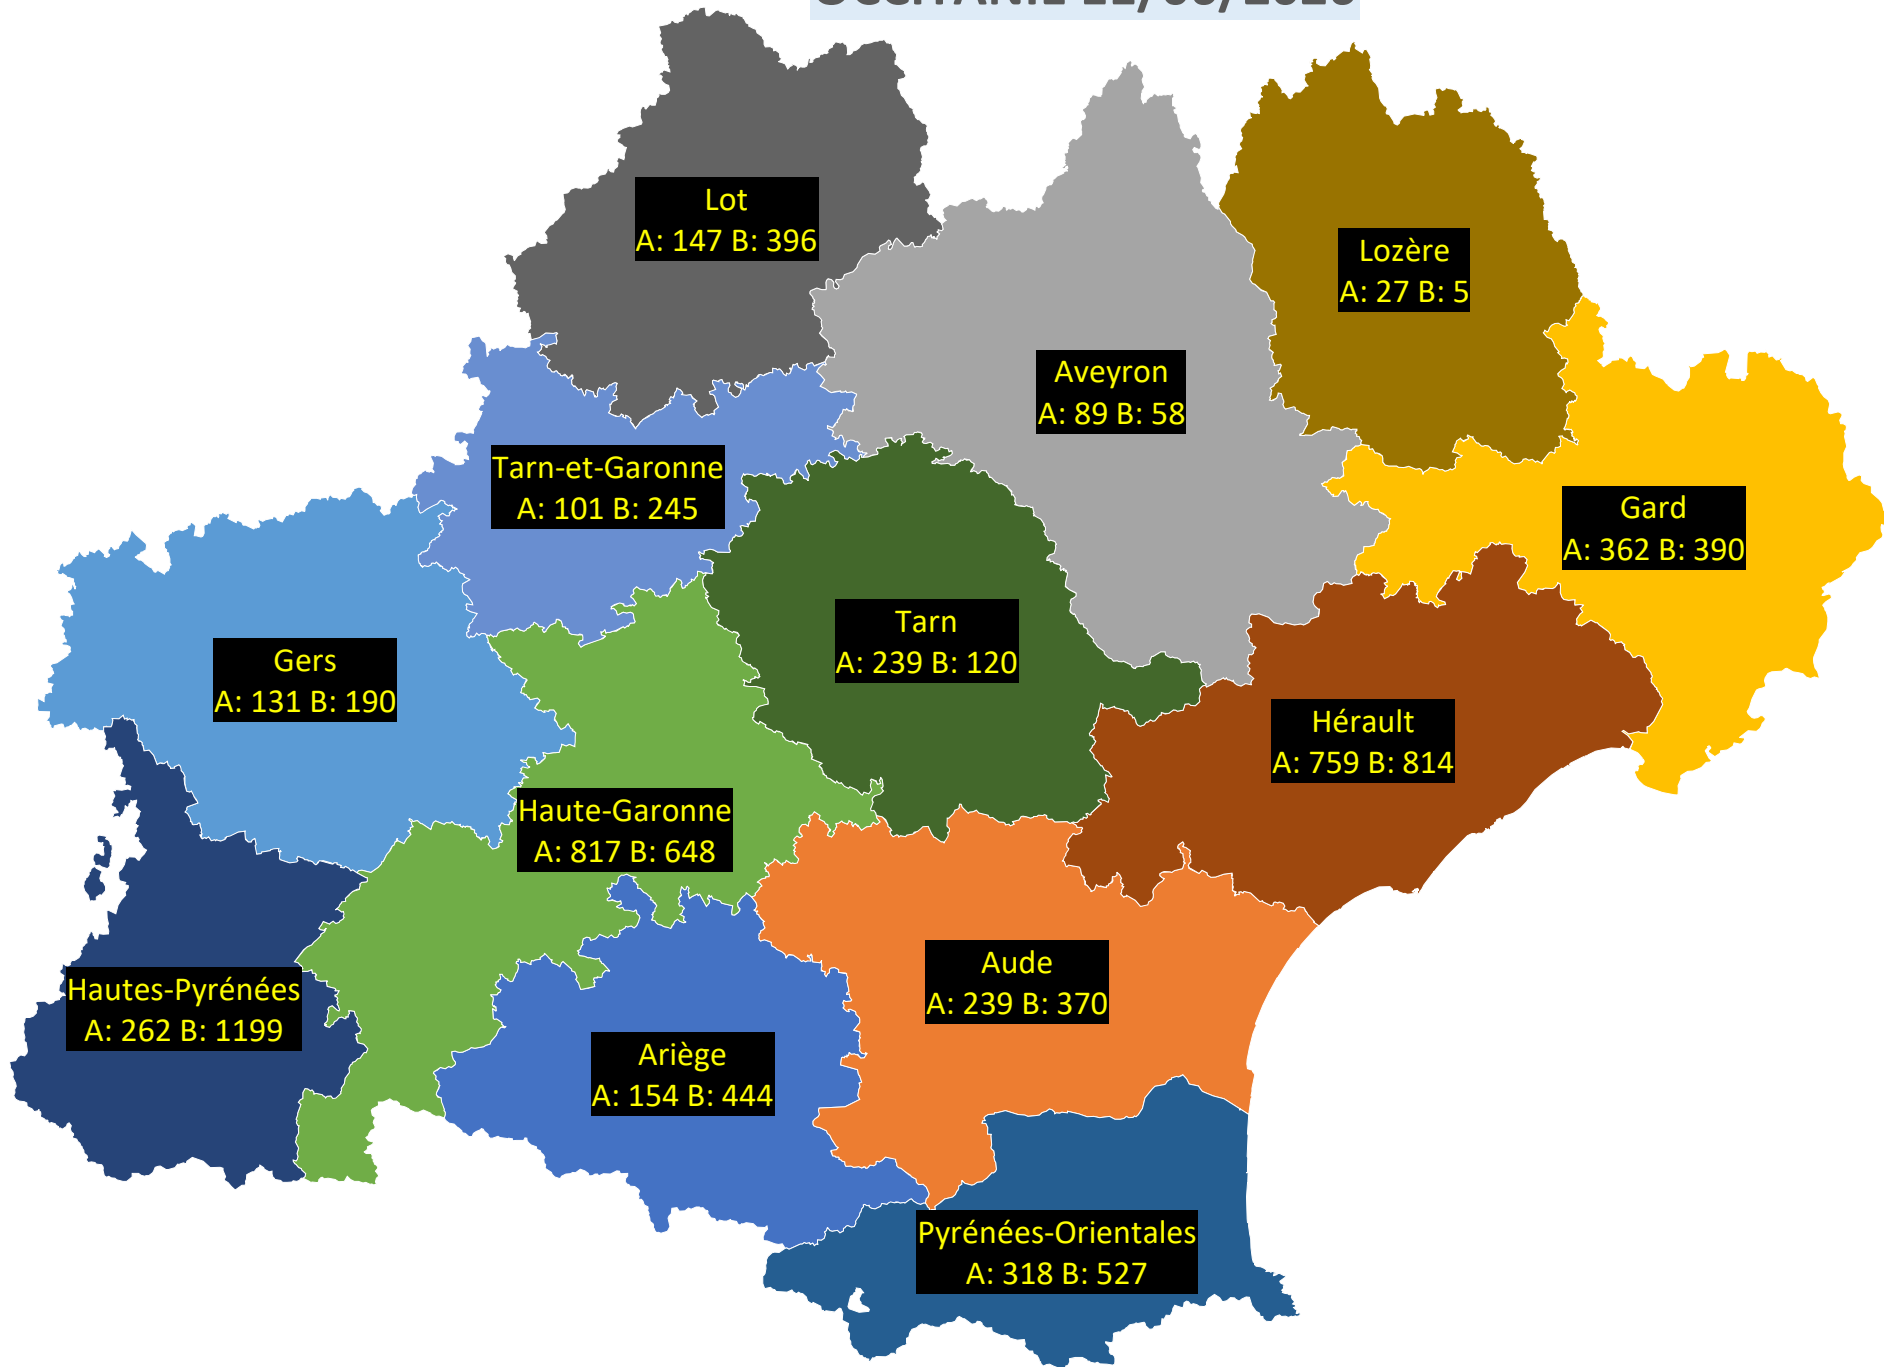 Lot
A: 147 B: 396
Lozère
A: 27 B: 5
Aveyron
A: 89 B: 58
Tarn-et-Garonne
A: 101 B: 245
Gard
A: 362 B: 390
Tarn
A: 239 B: 120
Gers
A: 131 B: 190
Hérault
A: 759 B: 814
Haute-Garonne
A: 817 B: 648
Aude
A: 239 B: 370
Hautes-Pyrénées
A: 262 B: 1199
Ariège
A: 154 B: 444
Pyrénées-Orientales
A: 318 B: 527